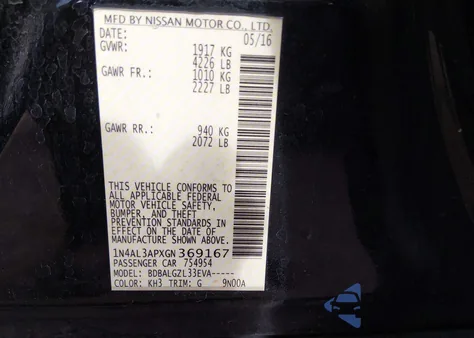 MFD BY NISSAN MOTOR CO., LTD.
DATE: 05/16
GVWR: 1917 KG
4226 LB
GAWR FR.: 1010 KG
2227 LB
GAWR RR.: 940 KG
2072 LB
THIS VEHICLE CONFORMS TO
ALL APPLICABLE FEDERAL
MOTOR VEHICLE SAFETY,
BUMPER, AND THEFT
PREVENTION STANDARDS IN
EFFECT ON THE DATE OF
MANUFACTURE SHOWN ABOVE.
1N4AL3APXGN369167
PASSENGER CAR 754954
MODEL: BDBALGZL33EVA-----
COLOR: KH3 TRIM: G 9N00A